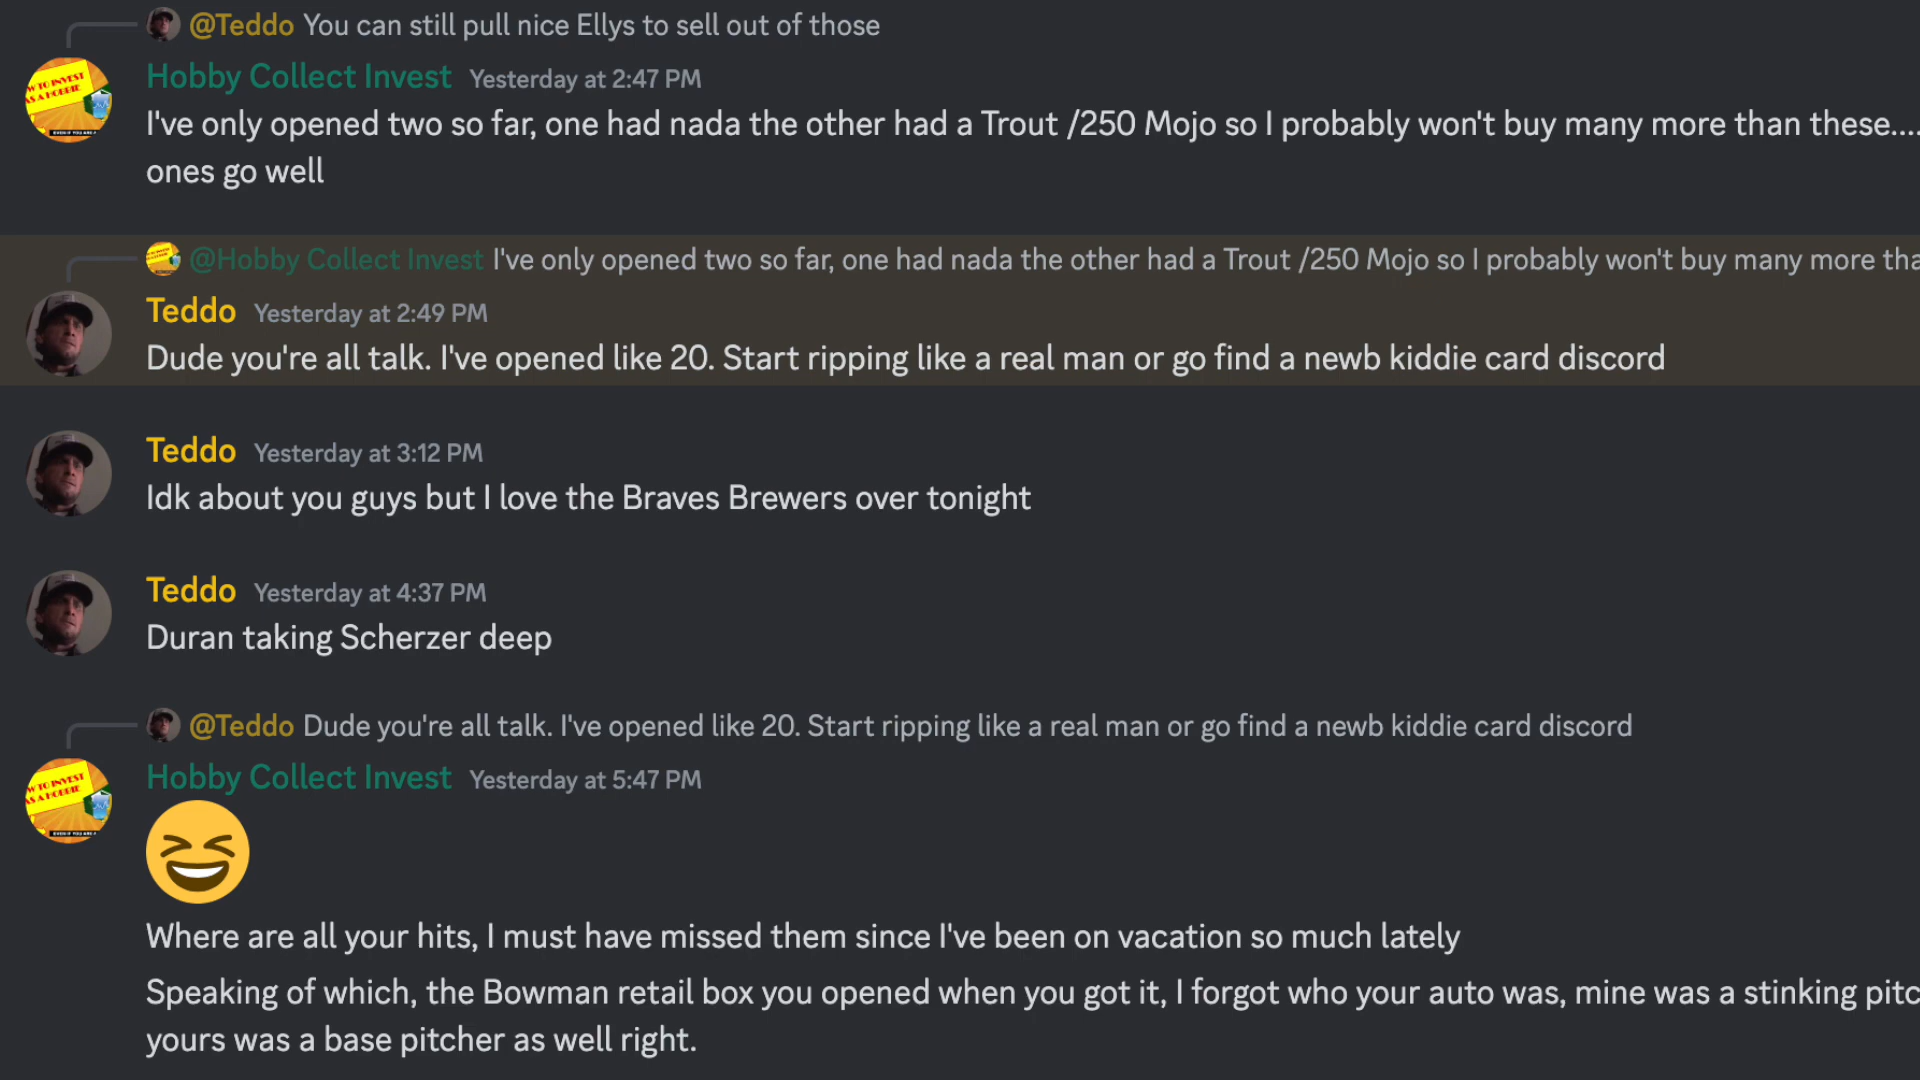 @Teddo You can still pull nice Ellys to sell out of those
Hobby Collect Invest Yesterday at 2:47 PM
I've only opened two so far, one had nada the other had a Trout /250 Mojo so I probably won't buy many more than these....
ones go well
@Hobby Collect Invest I've only opened two so far, one had nada the other had a Trout /250 Mojo so I probably won't buy many more tha
Teddo Yesterday at 2:49 PM
Dude you're all talk. I've opened like 20. Start ripping like a real man or go find a newb kiddie card discord
Teddo Yesterday at 3:12 PM
Idk about you guys but I love the Braves Brewers over tonight
Teddo Yesterday at 4:37 PM
Duran taking Scherzer deep
@Teddo Dude you're all talk. I've opened like 20. Start ripping like a real man or go find a newb kiddie card discord
Hobby Collect Invest Yesterday at 5:47 PM
Where are all your hits, I must have missed them since I've been on vacation so much lately
Speaking of which, the Bowman retail box you opened when you got it, I forgot who your auto was, mine was a stinking pitc
yours was a base pitcher as well right.